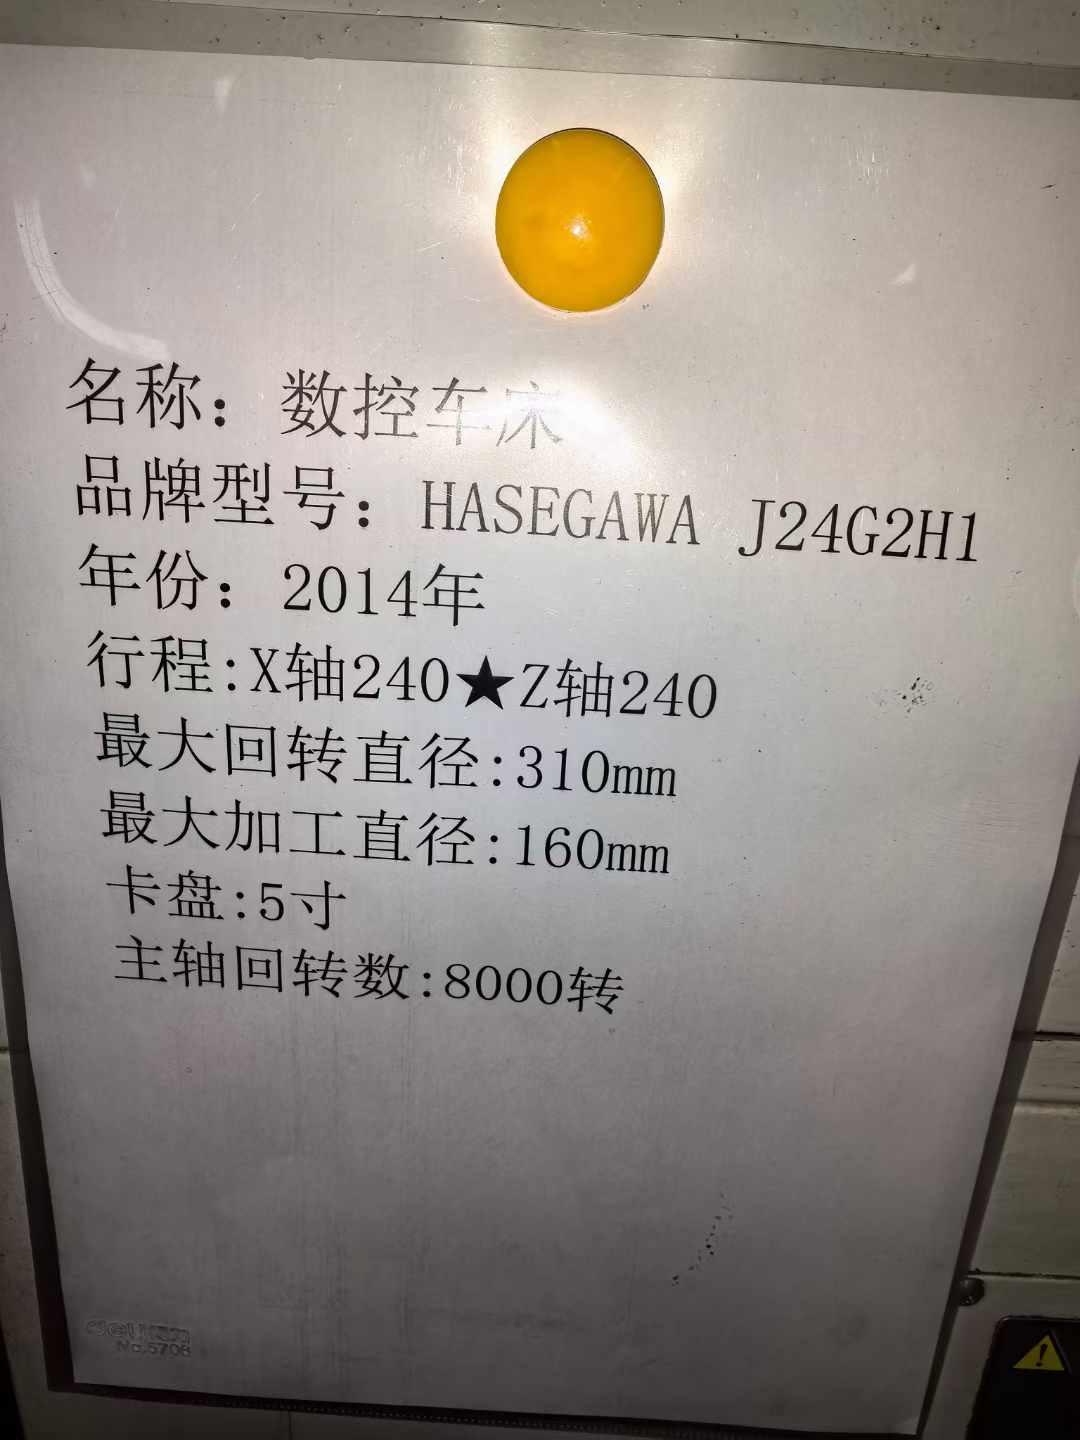 名称：数控车床
品牌型号：HASEGAWA J24G2H1
年份：2014年
行程:X轴240★Z轴240
最大回转直径:310mm
最大加工直径:160mm
卡盘:5寸
主轴回转数:8000转
No.5706